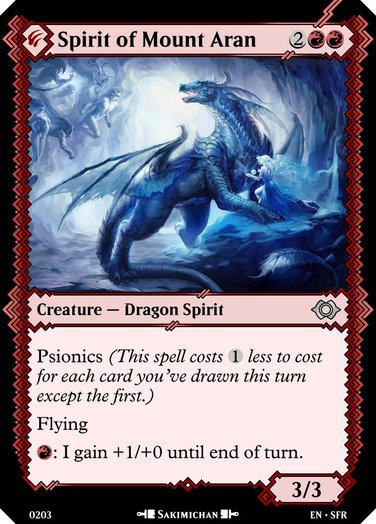 Spirit of Mount Aran 2
Creature — Dragon Spirit
Psionics (This spell costs 1 less to cost
for each card you've drawn this turn
except the first.)
Flying
: I gain +1/+0 until end of turn.
3/3
0203 Sakimichan EN • SFR